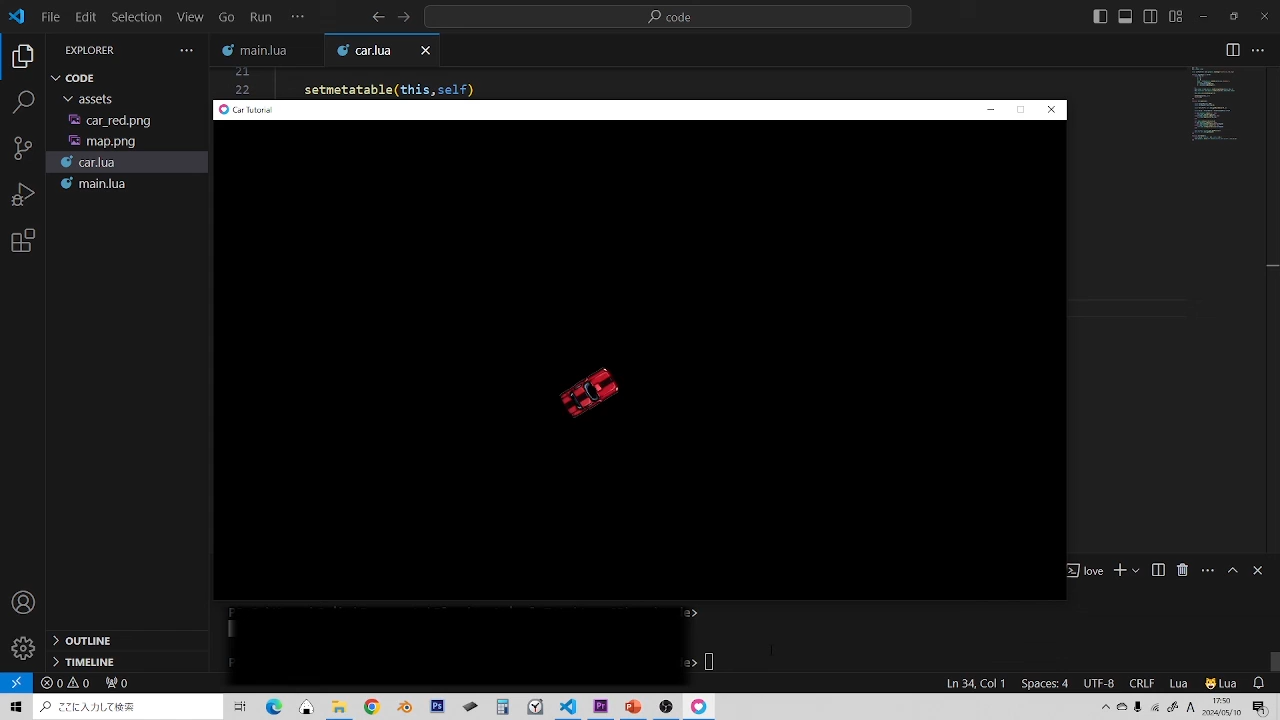 File Edit Selection View Go Run ··· code
EXPLORER
main.lua car.lua
CODE
21
assets
22 setmetatable(this,self)
Car Tutorial
car_red.png
map.png
car.lua
main.lua
love
e>
e>
OUTLINE
TIMELINE
0 0 0 Ln 34, Col 1 Spaces: 4 UTF-8 CRLF Lua Lua
ここに入力して検索
A 17:50
2024/05/10